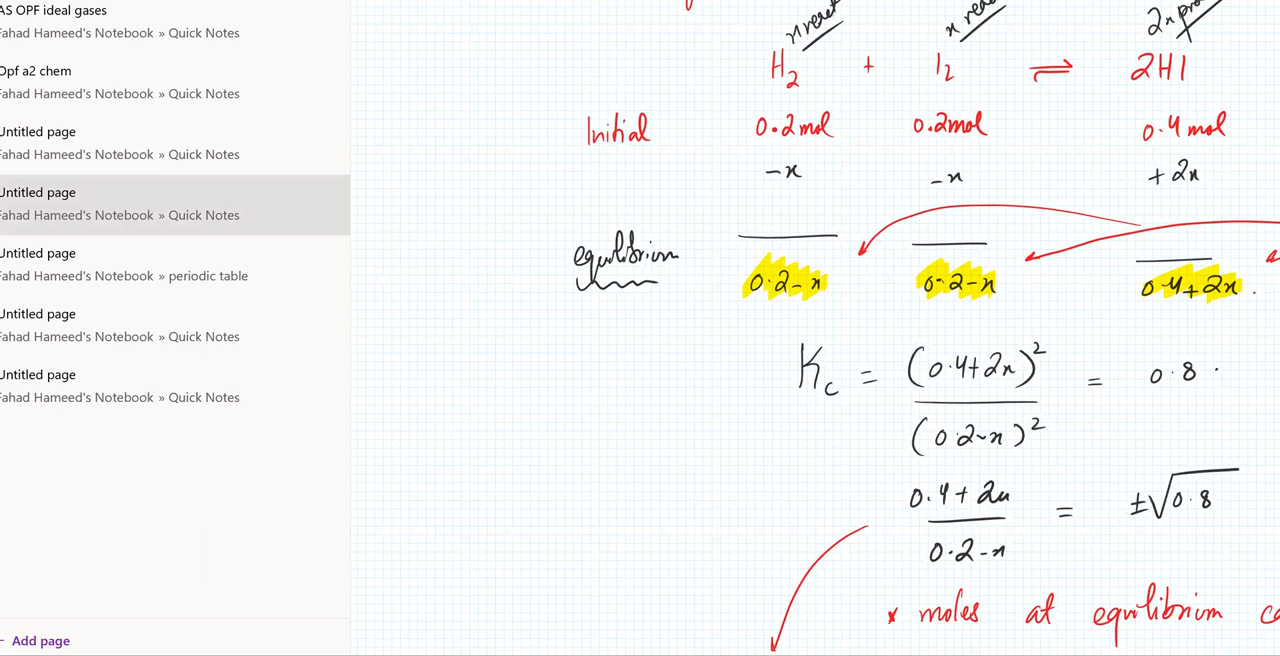 AS OPF ideal gases
Fahad Hameed's Notebook » Quick Notes
Opf a2 chem
Fahad Hameed's Notebook » Quick Notes
Untitled page
Fahad Hameed's Notebook » Quick Notes
Untitled page
Fahad Hameed's Notebook » Quick Notes
Untitled page
Fahad Hameed's Notebook » periodic table
Untitled page
Fahad Hameed's Notebook » Quick Notes
Untitled page
Fahad Hameed's Notebook » Quick Notes
Add page
x x 2x
H₂ + I₂ ⇌ 2HI
Initial 0.2mol 0.2mol 0.4mol
-x -x +2x
equilibrium 0.2-x 0.2-x 0.4+2x.
Kc = (0.4+2x)² / (0.2-x)² = 0.8.
0.4+2x / 0.2-x = ±√0.8
* moles at equilibrium